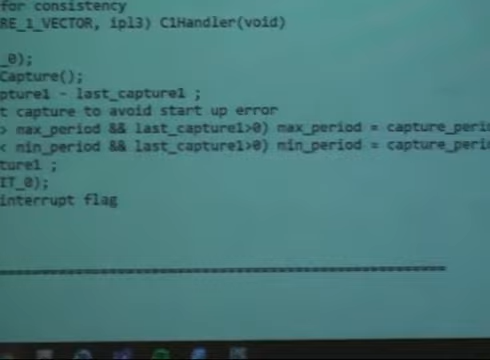 for consistency
RE_1_VECTOR, ipl3) C1Handler(void)
_0);
Capture();
pture1 - last_capture1 ;
t capture to avoid start up error
> max_period && last_capture1>0) max_period = capture_peri
< min_period && last_capture1>0) min_period = capture_peri
ture1 ;
IT_0);
interrupt flag